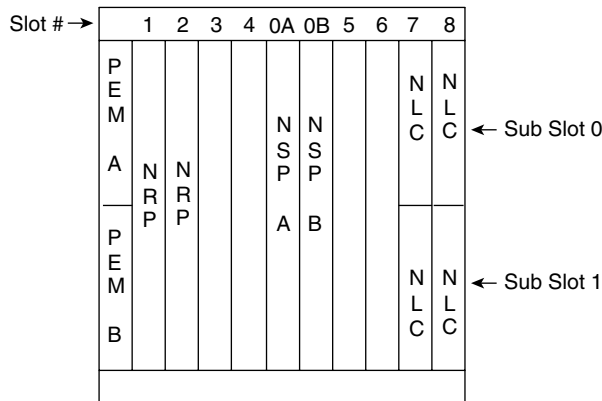 Slot #
1 2 3 4 0A 0B 5 6 7 8
PEM A
PEM B
NRP
NRP
NSP A
NSP B
NLC
NLC
Sub Slot 0
NLC
NLC
Sub Slot 1